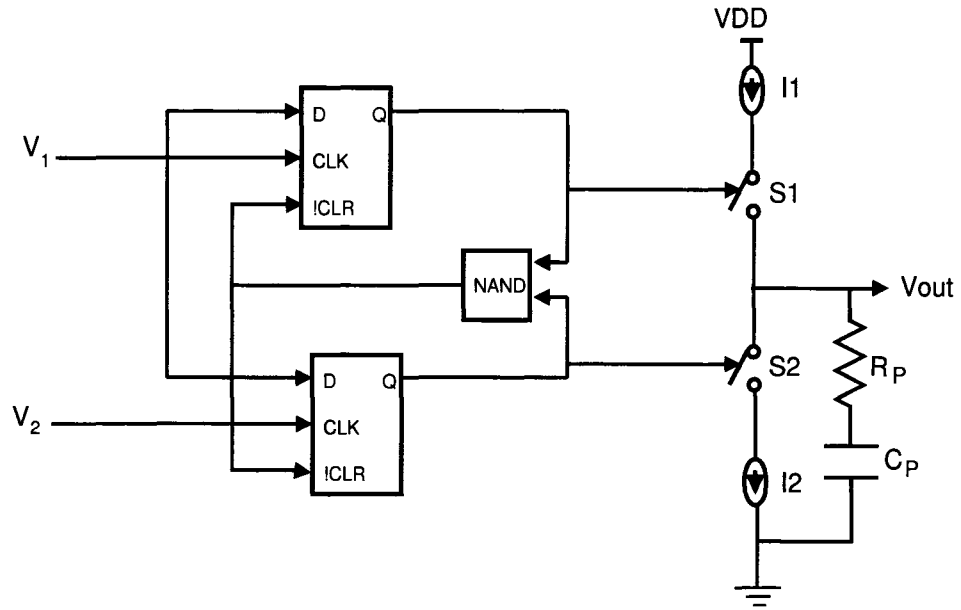 VDD
I1
D Q
V1
CLK
S1
!CLR
NAND
Vout
S2
D Q
RP
V2
CLK
CP
!CLR
I2